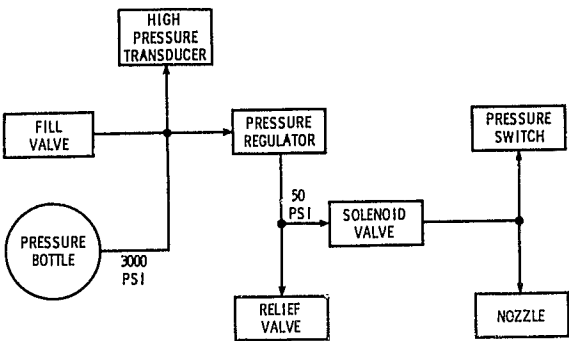 HIGH
PRESSURE
TRANSDUCER
FILL
VALVE
PRESSURE
REGULATOR
PRESSURE
SWITCH
PRESSURE
BOTTLE
3000
PSI
50
PSI
SOLENOID
VALVE
RELIEF
VALVE
NOZZLE